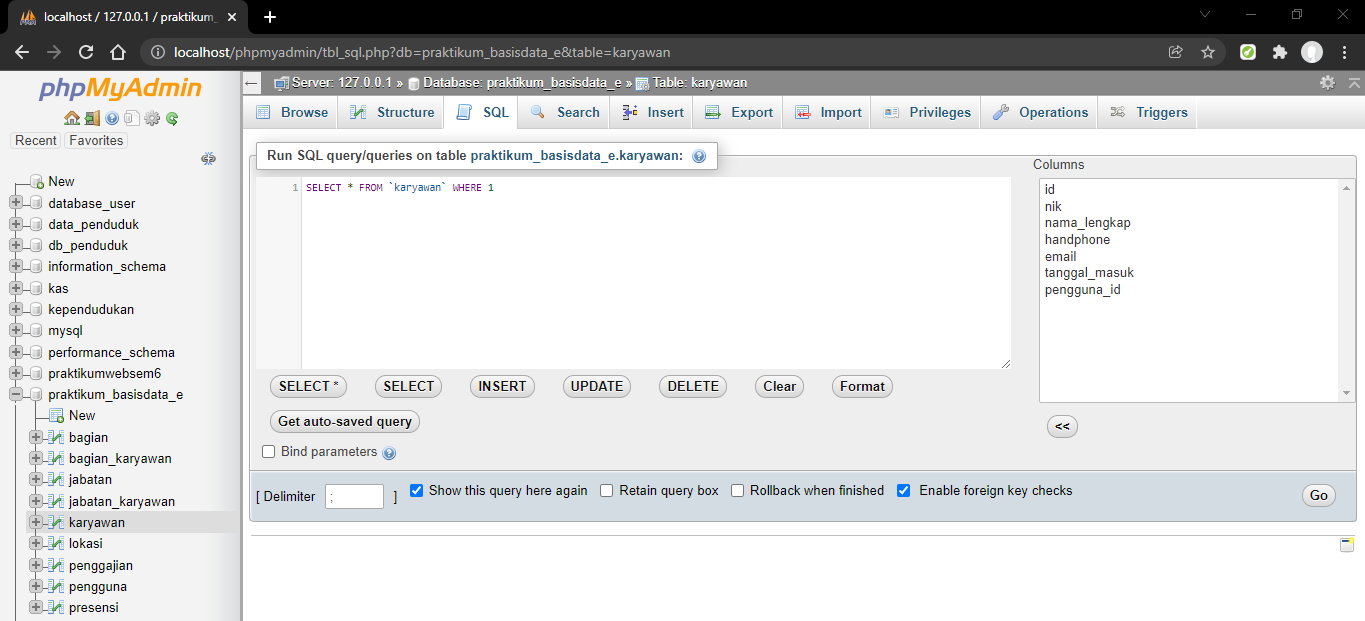 localhost / 127.0.0.1 / praktikum_
localhost/phpmyadmin/tbl_sql.php?db=praktikum_basisdata_e&table=karyawan
phpMyAdmin
Recent Favorites
New
database_user
data_penduduk
db_penduduk
information_schema
kas
kependudukan
mysql
performance_schema
praktikumwebsem6
praktikum_basisdata_e
New
bagian
bagian_karyawan
jabatan
jabatan_karyawan
karyawan
lokasi
penggajian
pengguna
presensi
Server: 127.0.0.1 » Database: praktikum_basisdata_e » Table: karyawan
Browse Structure SQL Search Insert Export Import Privileges Operations Triggers
Run SQL query/queries on table praktikum_basisdata_e.karyawan:
1 SELECT * FROM `karyawan` WHERE 1
Columns
id
nik
nama_lengkap
handphone
email
tanggal_masuk
pengguna_id
SELECT * SELECT INSERT UPDATE DELETE Clear Format
Get auto-saved query
<<
Bind parameters
[ Delimiter ; ] Show this query here again Retain query box Rollback when finished Enable foreign key checks
Go